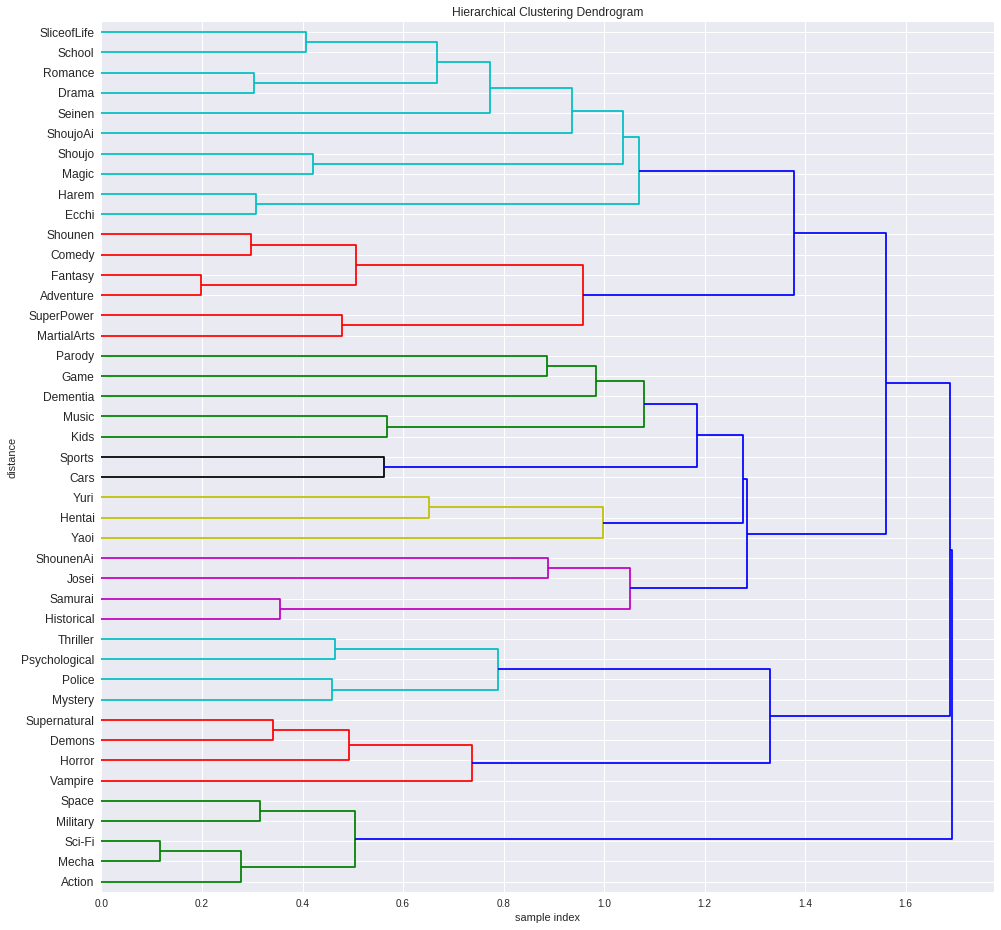 Hierarchical Clustering Dendrogram
SliceofLife
School
Romance
Drama
Seinen
ShoujoAi
Shoujo
Magic
Harem
Ecchi
Shounen
Comedy
Fantasy
Adventure
SuperPower
MartialArts
Parody
Game
Dementia
Music
Kids
Sports
Cars
Yuri
Hentai
Yaoi
ShounenAi
Josei
Samurai
Historical
Thriller
Psychological
Police
Mystery
Supernatural
Demons
Horror
Vampire
Space
Military
Sci-Fi
Mecha
Action
distance
0.0 0.2 0.4 0.6 0.8 1.0 1.2 1.4 1.6
sample index